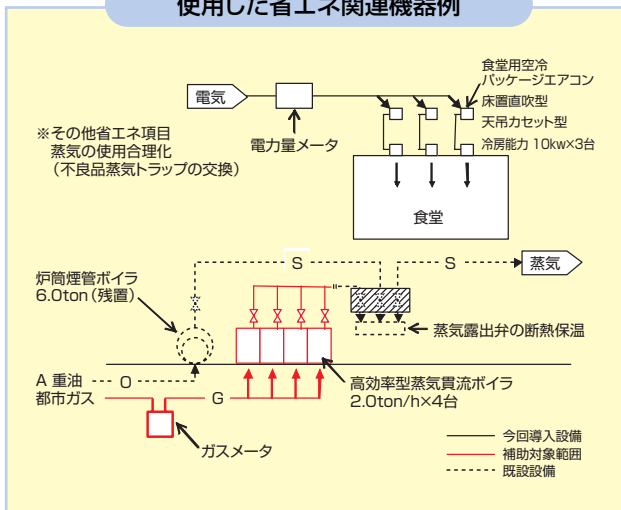 使用した省エネ関連機器例
電気
電力量メータ
食堂用空冷
パッケージエアコン
床置直吹型
天吊カセット型
冷房能力 10kw×3台
※その他省エネ項目
蒸気の使用合理化
（不良品蒸気トラップの交換）
食堂
S
S
蒸気
炉筒煙管ボイラ
6.0ton（残置）
蒸気露出弁の断熱保温
A 重油
O
都市ガス
G
高効率型蒸気貫流ボイラ
2.0ton/h×4台
ガスメータ
今回導入設備
補助対象範囲
既設設備